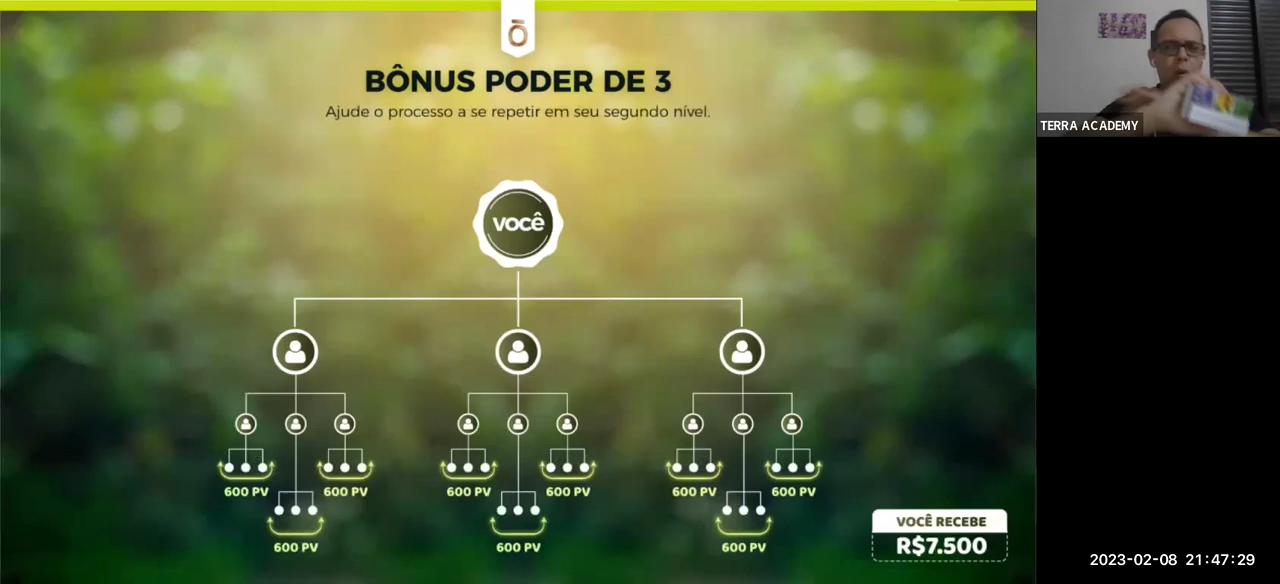 Ō
BÔNUS PODER DE 3
Ajude o processo a se repetir em seu segundo nível.
TERRA ACADEMY
você
600 PV
600 PV
600 PV
600 PV
600 PV
600 PV
600 PV
600 PV
600 PV
VOCÊ RECEBE
R$7.500
2023-02-08 21:47:29